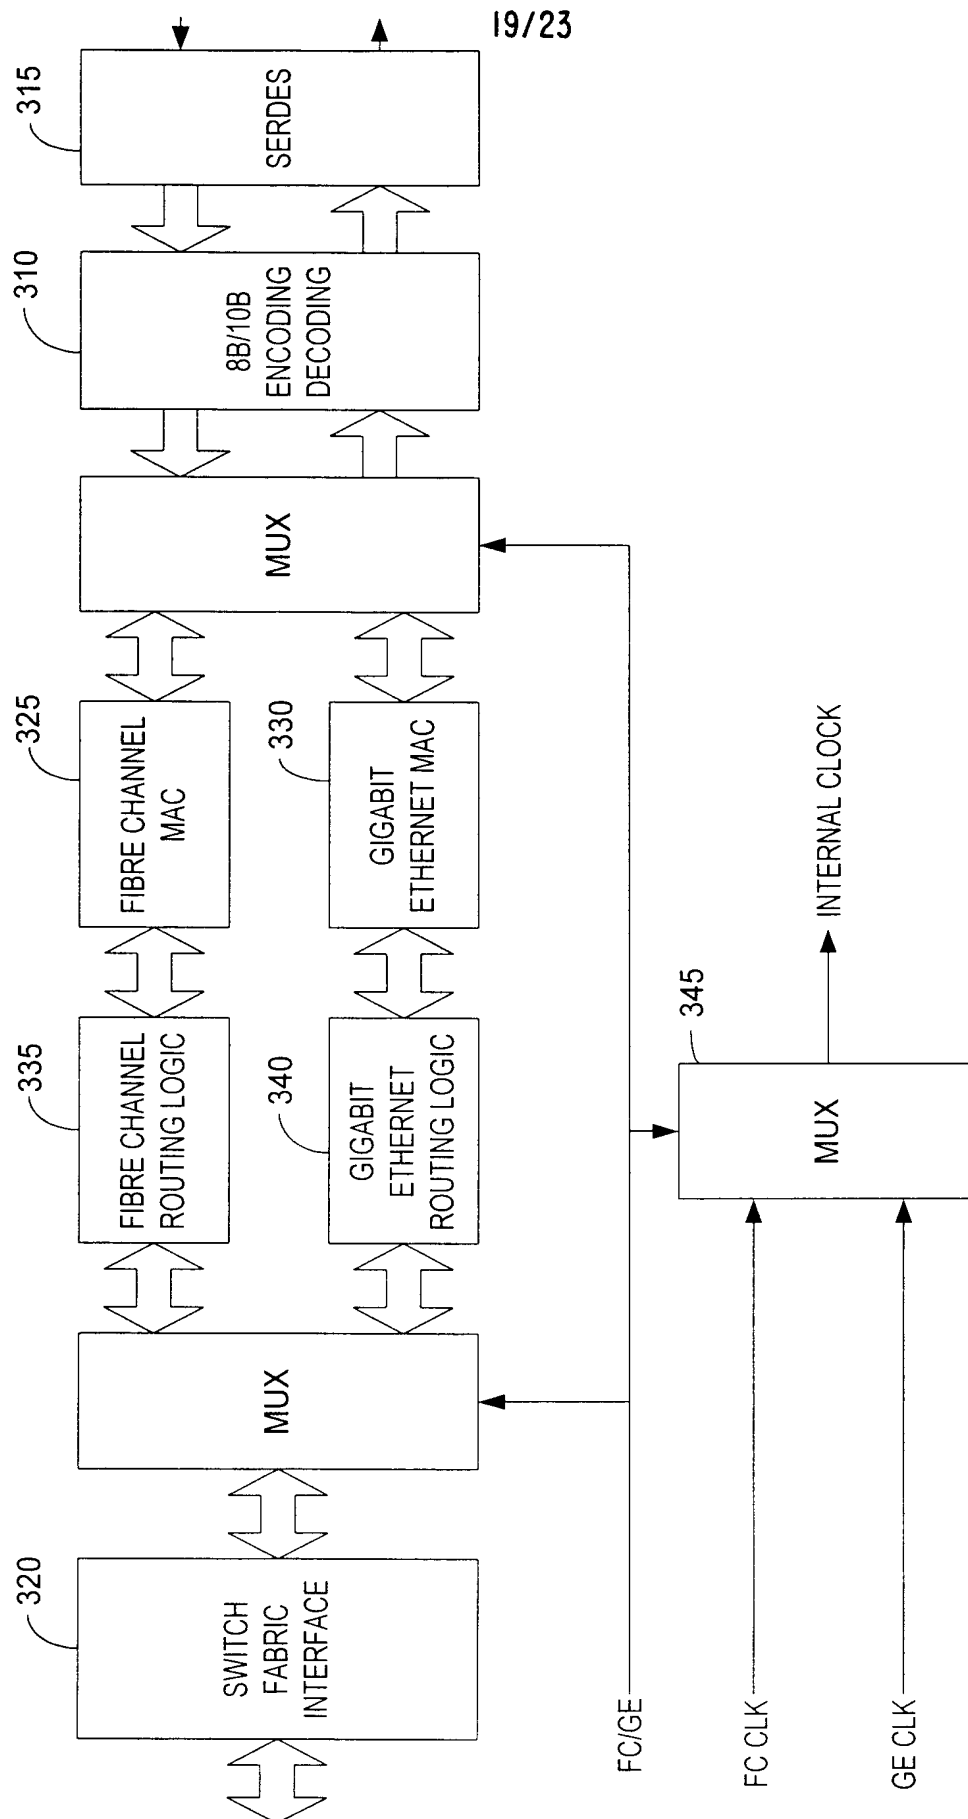 19/23
315
SERDES
310
8B/10B
ENCODING
DECODING
MUX
325
FIBRE CHANNEL
MAC
330
GIGABIT
ETHERNET MAC
335
FIBRE CHANNEL
ROUTING LOGIC
340
GIGABIT
ETHERNET
ROUTING LOGIC
MUX
320
SWITCH
FABRIC
INTERFACE
FC/GE
FC CLK
GE CLK
345
MUX
INTERNAL CLOCK